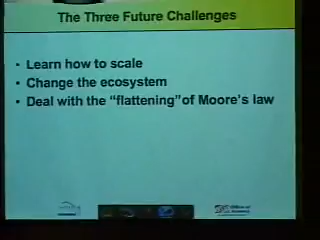 The Three Future Challenges
• Learn how to scale
• Change the ecosystem
• Deal with the “flattening”of Moore’s law